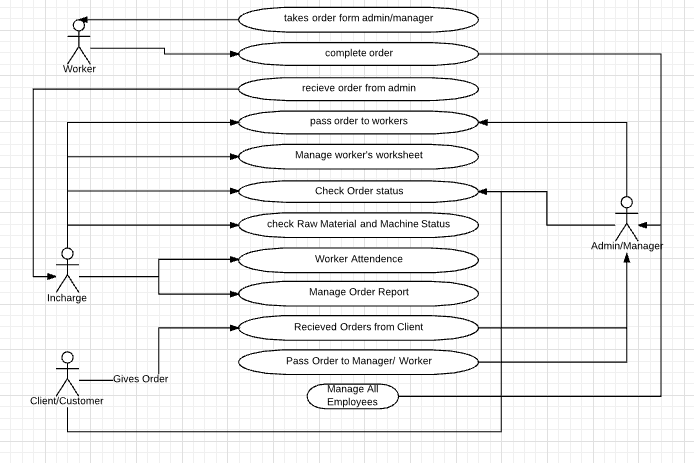 takes order form admin/manager
Worker
complete order
recieve order from admin
pass order to workers
Manage worker's worksheet
Check Order status
check Raw Material and Machine Status
Admin/Manager
Worker Attendence
Incharge
Manage Order Report
Recieved Orders from Client
Pass Order to Manager/ Worker
Gives Order
Client/Customer
Manage All
Employees